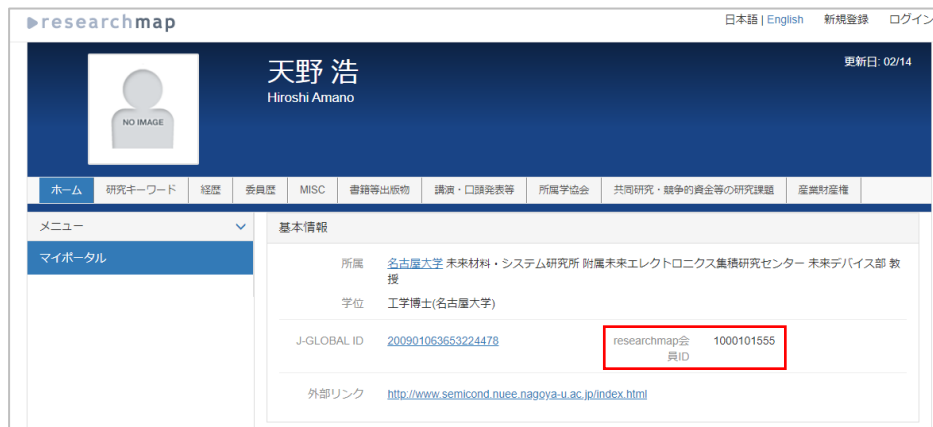 researchmap
日本語 | English 新規登録 ログイン
天野 浩
Hiroshi Amano
更新日: 02/14
NO IMAGE
ホーム 研究キーワード 経歴 委員歴 MISC 書籍等出版物 講演・口頭発表等 所属学協会 共同研究・競争的資金等の研究課題 産業財産権
メニュー
マイポータル
基本情報
所属 名古屋大学 未来材料・システム研究所 附属未来エレクトロニクス集積研究センター 未来デバイス部 教
授
学位 工学博士(名古屋大学)
J-GLOBAL ID 200901063653224478
researchmap会 1000101555
員ID
外部リンク http://www.semicond.nuee.nagoya-u.ac.jp/index.html